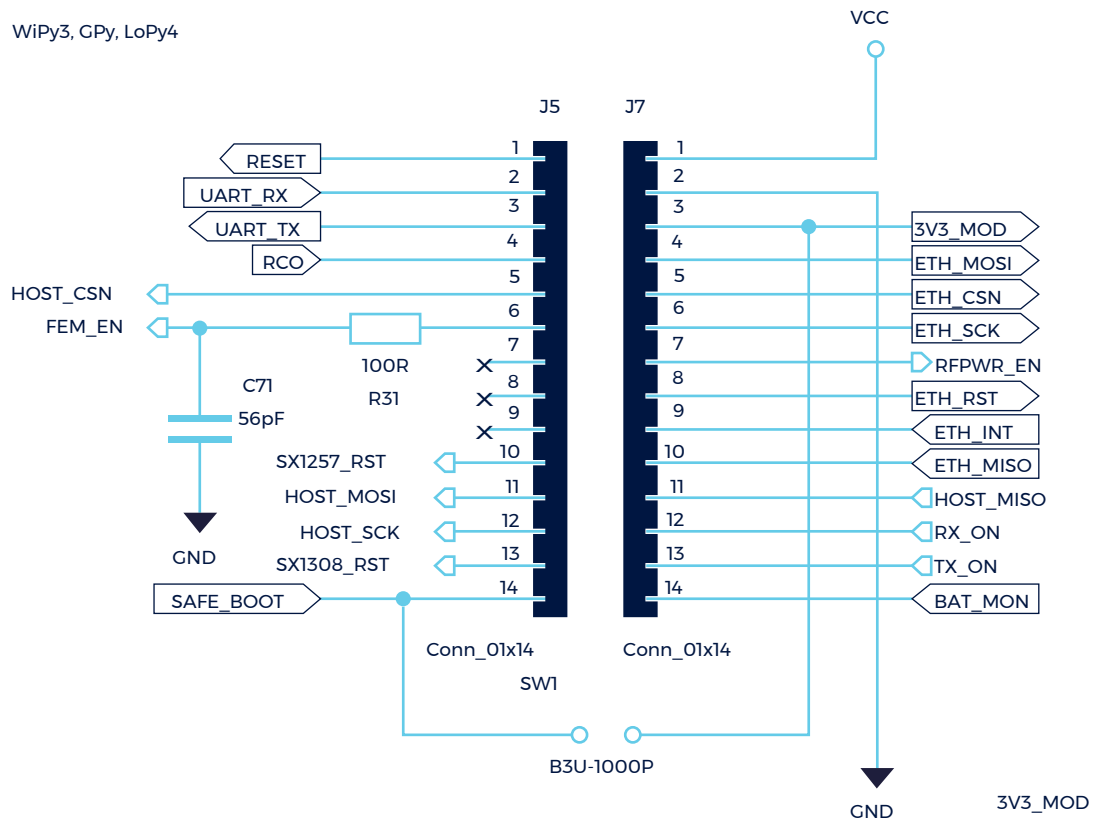 WiPy3, GPy, LoPy4
VCC
J5
J7
1
1
RESET
2
2
UART_RX
3
3
UART_TX
3V3_MOD
4
4
RCO
ETH_MOSI
5
5
HOST_CSN
ETH_CSN
6
6
FEM_EN
ETH_SCK
7
7
100R
RFPWR_EN
C71
8
8
R31
ETH_RST
56pF
9
9
ETH_INT
10
10
SX1257_RST
ETH_MISO
11
11
HOST_MOSI
HOST_MISO
12
12
HOST_SCK
RX_ON
GND
13
13
SX1308_RST
TX_ON
14
14
SAFE_BOOT
BAT_MON
Conn_01x14
Conn_01x14
SW1
B3U-1000P
GND
3V3_MOD